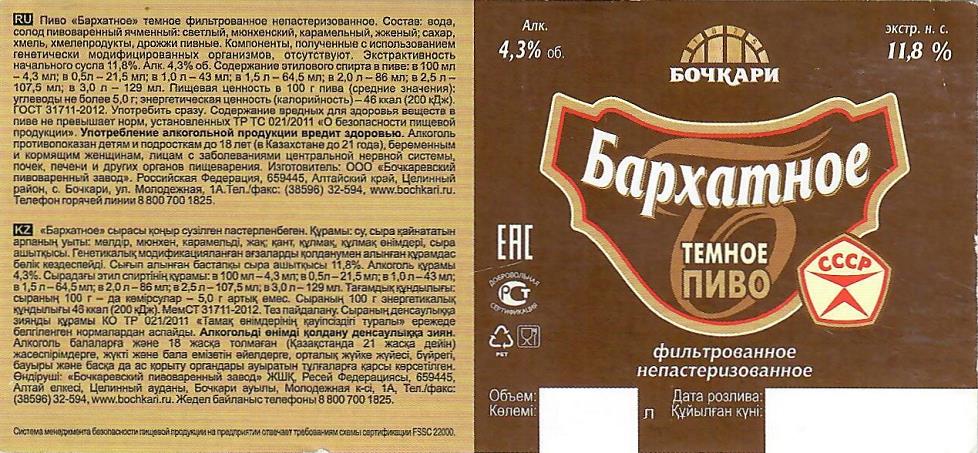 RU Пиво «Бархатное» темное фильтрованное непастеризованное. Состав: вода,
солод пивоваренный ячменный: светлый, мюнхенский, карамельный, жженый; сахар,
хмель, хмелепродукты, дрожжи пивные. Компоненты, полученные с использованием
генетически модифицированных организмов, отсутствуют. Экстрактивность
начального сусла 11,8%. Алк. 4,3% об. Содержание этилового спирта в пиве: в 100 мл
– 4,3 мл; в 0,5л – 21,5 мл; в 1,0 л – 43 мл; в 1,5 л – 64,5 мл; в 2,0 л – 86 мл; в 2,5 л –
107,5 мл; в 3,0 л – 129 мл. Пищевая ценность в 100 г пива (средние значения):
углеводы не более 5,0 г; энергетическая ценность (калорийность) – 46 ккал (200 кДж).
ГОСТ 31711-2012. Употребить сразу. Содержание вредных для здоровья веществ в
пиве не превышает норм, установленных ТР ТС 021/2011 «О безопасности пищевой
продукции». Употребление алкогольной продукции вредит здоровью. Алкоголь
противопоказан детям и подросткам до 18 лет (в Казахстане до 21 года), беременным
и кормящим женщинам, лицам с заболеваниями центральной нервной системы,
почек, печени и других органов пищеварения. Изготовитель: ООО «Бочкаревский
пивоваренный завод». Российская Федерация, 659445, Алтайский край, Целинный
район, с. Бочкари, ул. Молодежная, 1А.Тел./факс: (38596) 32-594, www.bochkari.ru.
Телефон горячей линии 8 800 700 1825.
KZ «Бархатное» сырасы қоңыр сүзілген пастерленбеген. Құрамы: су, сыра қайнататын
арпаның уыты: мөлдір, мюнхен, карамельді, жақ; қант, құлмақ, құлмақ өнімдері, сыра
ашытқысы. Генетикалық модификацияланған ағзаларды қолданумен алынған құрамдас
бөлік кездеспейді. Сығып алынған бастапқы сыра ашытқысы 11,8%. Алкоголь құрамы
4,3%. Сырадағы этил спиртінің құрамы: в 100 мл – 4,3 мл; в 0,5л – 21,5 мл; в 1,0 л – 43 мл;
в 1,5 л – 64,5 мл; в 2,0 л – 86 мл; в 2,5 л – 107,5 мл; в 3,0 л – 129 мл. Тағамдық құндылығы:
сыраның 100 г – да көмірсулар – 5,0 г артық емес. Сыраның 100 г энергетикалық
құндылығы 46 ккал (200 кДж). МемСТ 31711-2012. Тез пайдалану. Сыраның денсаулыққа
зиянды құрамы КО ТР 021/2011 «Тамақ өнімдерінің қауіпсіздігі туралы» ережеде
белгіленген нормалардан аспайды. Алкогольді өнімді қолдану денсаулыққа зиян.
Алкоголь балаларға және 18 жасқа толмаған (Қазақстанда 21 жасқа дейін)
жасөспірімдерге, жүкті және бала емізетін әйелдерге, орталық жүйке жүйесі, бүйрегі,
бауыры және басқа да ас қорыту органдары ауыратын тұлғаларға қарсы көрсетілген.
Өндіруші: «Бочкаревский пивоваренный завод» ЖШҚ, Ресей Федерациясы, 659445,
Алтай өлкесі, Целинный ауданы, Бочкари ауылы, Молодежная к-сі, 1А, Тел./факс:
(38596) 32-594, www.bochkari.ru. Жедел байланыс телефоны 8 800 700 1825.
Система менеджмента безопасности пищевой продукции на предприятии отвечает требованиям схемы сертификации FSSC 22000.
Алк.
4,3% об.
БОЧКАРИ
экстр. н. с.
11,8 %
Бархатное
ТЕМНОЕ
ПИВО
СССР
EAC
ДОБРОВОЛЬНАЯ
РСТ
СЕРТИФИКАЦИЯ
PET
фильтрованное
непастеризованное
Объем:
Көлемі:
л
Дата розлива:
Құйылған күні: